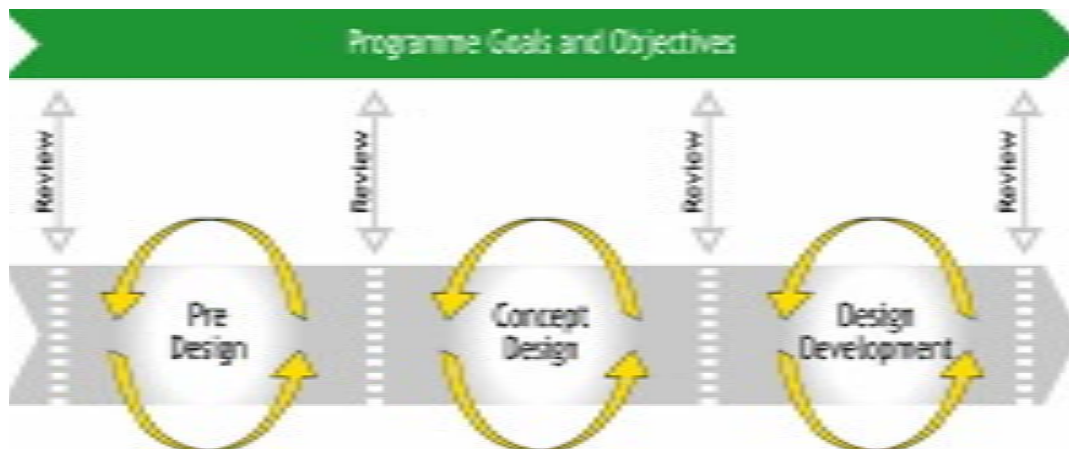 Programme Goals and Objectives
Review
Review
Review
Review
Pre
Design
Concept
Design
Design
Development